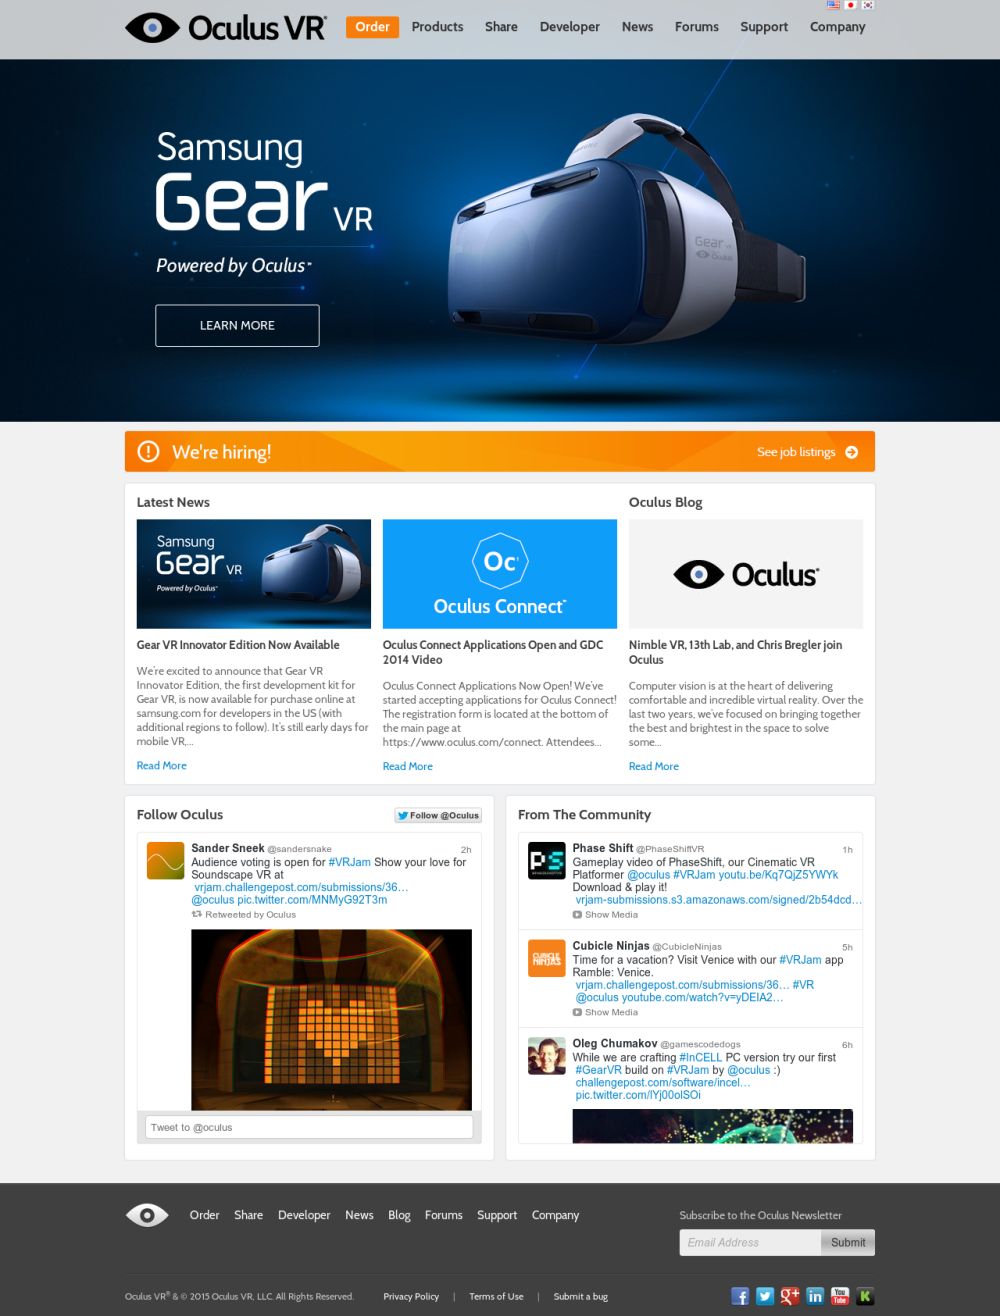 Oculus VR®
Order Products Share Developer News Forums Support Company
Samsung
Gear VR
Powered by Oculus™
LEARN MORE
Gear VR
Oculus
We're hiring!
See job listings
Latest News
Oculus Blog
Samsung
Gear VR
Powered by Oculus™
Oc
Oculus Connect™
Oculus®
Gear VR Innovator Edition Now Available
We're excited to announce that Gear VR
Innovator Edition, the first development kit for
Gear VR, is now available for purchase online at
samsung.com for developers in the US (with
additional regions to follow). It's still early days for
mobile VR,...
Read More
Oculus Connect Applications Open and GDC
2014 Video
Oculus Connect Applications Now Open! We've
started accepting applications for Oculus Connect!
The registration form is located at the bottom of
the main page at
https://www.oculus.com/connect. Attendees...
Read More
Nimble VR, 13th Lab, and Chris Bregler join
Oculus
Computer vision is at the heart of delivering
comfortable and incredible virtual reality. Over the
last two years, we've focused on bringing together
the best and brightest in the space to solve
some...
Read More
Follow Oculus
Follow @Oculus
Sander Sneek @sandersnake 2h
Audience voting is open for #VRJam Show your love for
Soundscape VR at
vrjam.challengepost.com/submissions/36…
@oculus pic.twitter.com/MNMyG92T3m
Retweeted by Oculus
Tweet to @oculus
From The Community
Phase Shift @PhaseShiftVR 1h
Gameplay video of PhaseShift, our Cinematic VR
Platformer @oculus #VRJam youtu.be/Kq7QjZ5YWYk
Download & play it!
vrjam-submissions.s3.amazonaws.com/signed/2b54dcd…
Show Media
CUBICLE
NINJAS
Cubicle Ninjas @CubicleNinjas 5h
Time for a vacation? Visit Venice with our #VRJam app
Ramble: Venice.
vrjam.challengepost.com/submissions/36… #VR
@oculus youtube.com/watch?v=yDEIA2…
Show Media
Oleg Chumakov @gamescodedogs 6h
While we are crafting #InCELL PC version try our first
#GearVR build on #VRJam by @oculus :)
challengepost.com/software/incel…
pic.twitter.com/lYj00olSOi
Order Share Developer News Blog Forums Support Company
Subscribe to the Oculus Newsletter
Email Address
Submit
Oculus VR® & © 2015 Oculus VR, LLC. All Rights Reserved. Privacy Policy | Terms of Use | Submit a bug